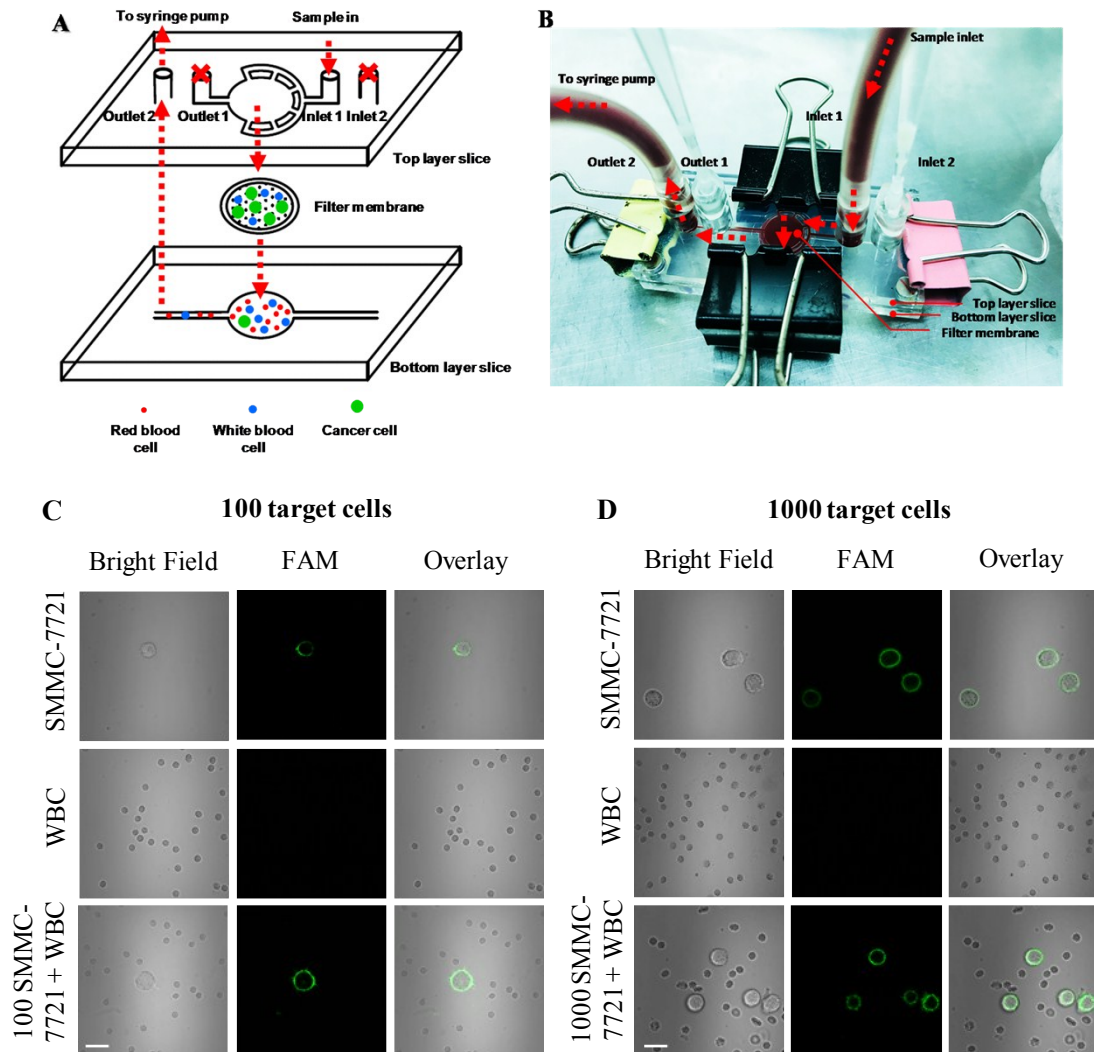 A
To syringe pump
Sample in
Outlet 2
Outlet 1
Inlet 1
Inlet 2
Top layer slice
Filter membrane
Bottom layer slice
Red blood cell
White blood cell
Cancer cell
B
Sample inlet
To syringe pump
Inlet 1
Outlet 2
Outlet 1
Inlet 2
Top layer slice
Bottom layer slice
Filter membrane
C
100 target cells
Bright Field
FAM
Overlay
SMMC-7721
WBC
100 SMMC-
7721 + WBC
D
1000 target cells
Bright Field
FAM
Overlay
SMMC-7721
WBC
1000 SMMC-
7721 + WBC